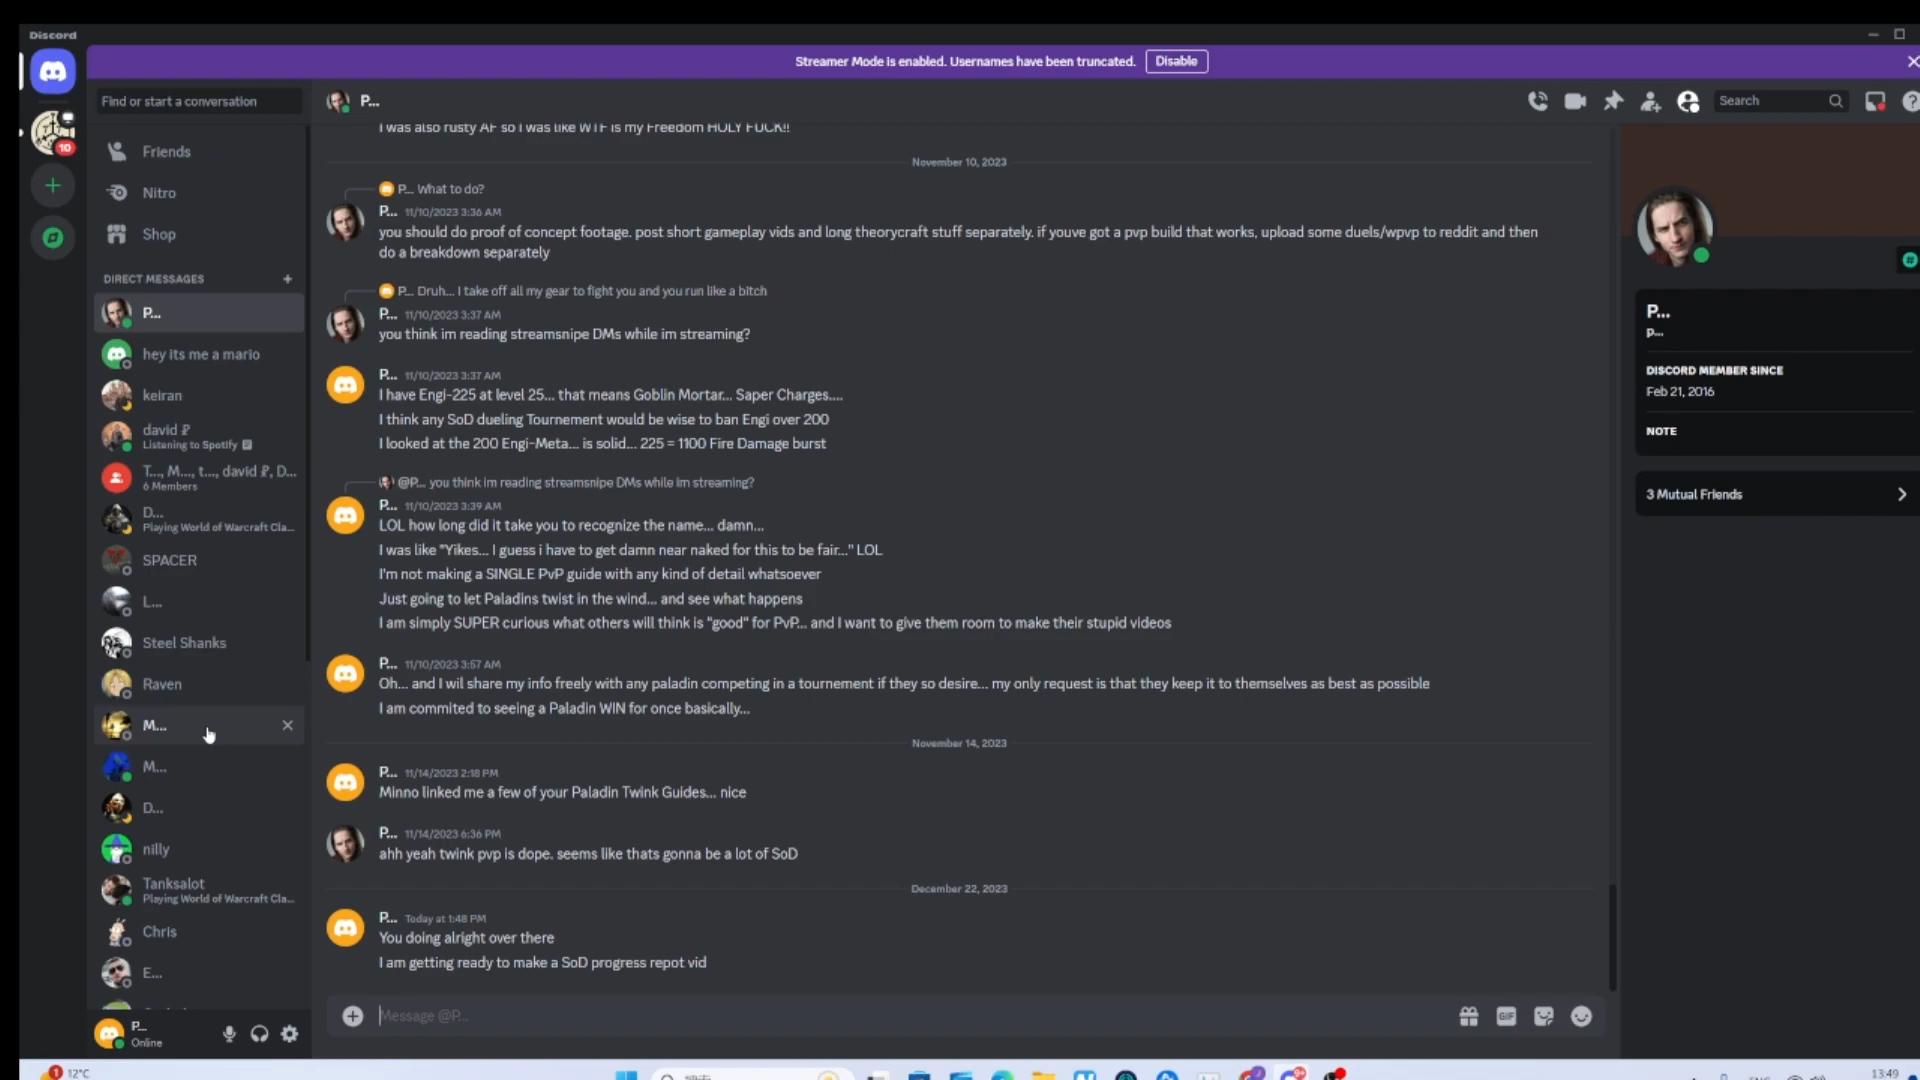 Discord
Streamer Mode is enabled. Usernames have been truncated.
Disable
Find or start a conversation
P...
Search
10
Friends
Nitro
Shop
DIRECT MESSAGES
P...
hey its me a mario
keiran
david ₽
Listening to Spotify
T..., M..., t..., david ₽, D...
6 Members
D...
Playing World of Warcraft Cla...
SPACER
L...
Steel Shanks
Raven
M...
M...
D...
nilly
Tanksalot
Playing World of Warcraft Cla...
Chris
E...
P...
Online
I was also rusty AF so I was like WTF is my Freedom HOLY FUCK!!
November 10, 2023
P... What to do?
P... 11/10/2023 3:36 AM
you should do proof of concept footage. post short gameplay vids and long theorycraft stuff separately. if youve got a pvp build that works, upload some duels/wpvp to reddit and then
do a breakdown separately
P... Druh... I take off all my gear to fight you and you run like a bitch
P... 11/10/2023 3:37 AM
you think im reading streamsnipe DMs while im streaming?
P... 11/10/2023 3:37 AM
I have Engi-225 at level 25... that means Goblin Mortar... Saper Charges....
I think any SoD dueling Tournement would be wise to ban Engi over 200
I looked at the 200 Engi-Meta... is solid... 225 = 1100 Fire Damage burst
@P... you think im reading streamsnipe DMs while im streaming?
P... 11/10/2023 3:39 AM
LOL how long did it take you to recognize the name... damn...
I was like "Yikes... I guess i have to get damn near naked for this to be fair..." LOL
I'm not making a SINGLE PvP guide with any kind of detail whatsoever
Just going to let Paladins twist in the wind... and see what happens
I am simply SUPER curious what others will think is "good" for PvP... and I want to give them room to make their stupid videos
P... 11/10/2023 3:57 AM
Oh... and I wil share my info freely with any paladin competing in a tournement if they so desire... my only request is that they keep it to themselves as best as possible
I am commited to seeing a Paladin WIN for once basically...
November 14, 2023
P... 11/14/2023 2:18 PM
Minno linked me a few of your Paladin Twink Guides... nice
P... 11/14/2023 6:36 PM
ahh yeah twink pvp is dope. seems like thats gonna be a lot of SoD
December 22, 2023
P... Today at 1:48 PM
You doing alright over there
I am getting ready to make a SoD progress repot vid
Message @P...
GIF
P...
P...
DISCORD MEMBER SINCE
Feb 21, 2016
NOTE
3 Mutual Friends
1
12°C
13:49